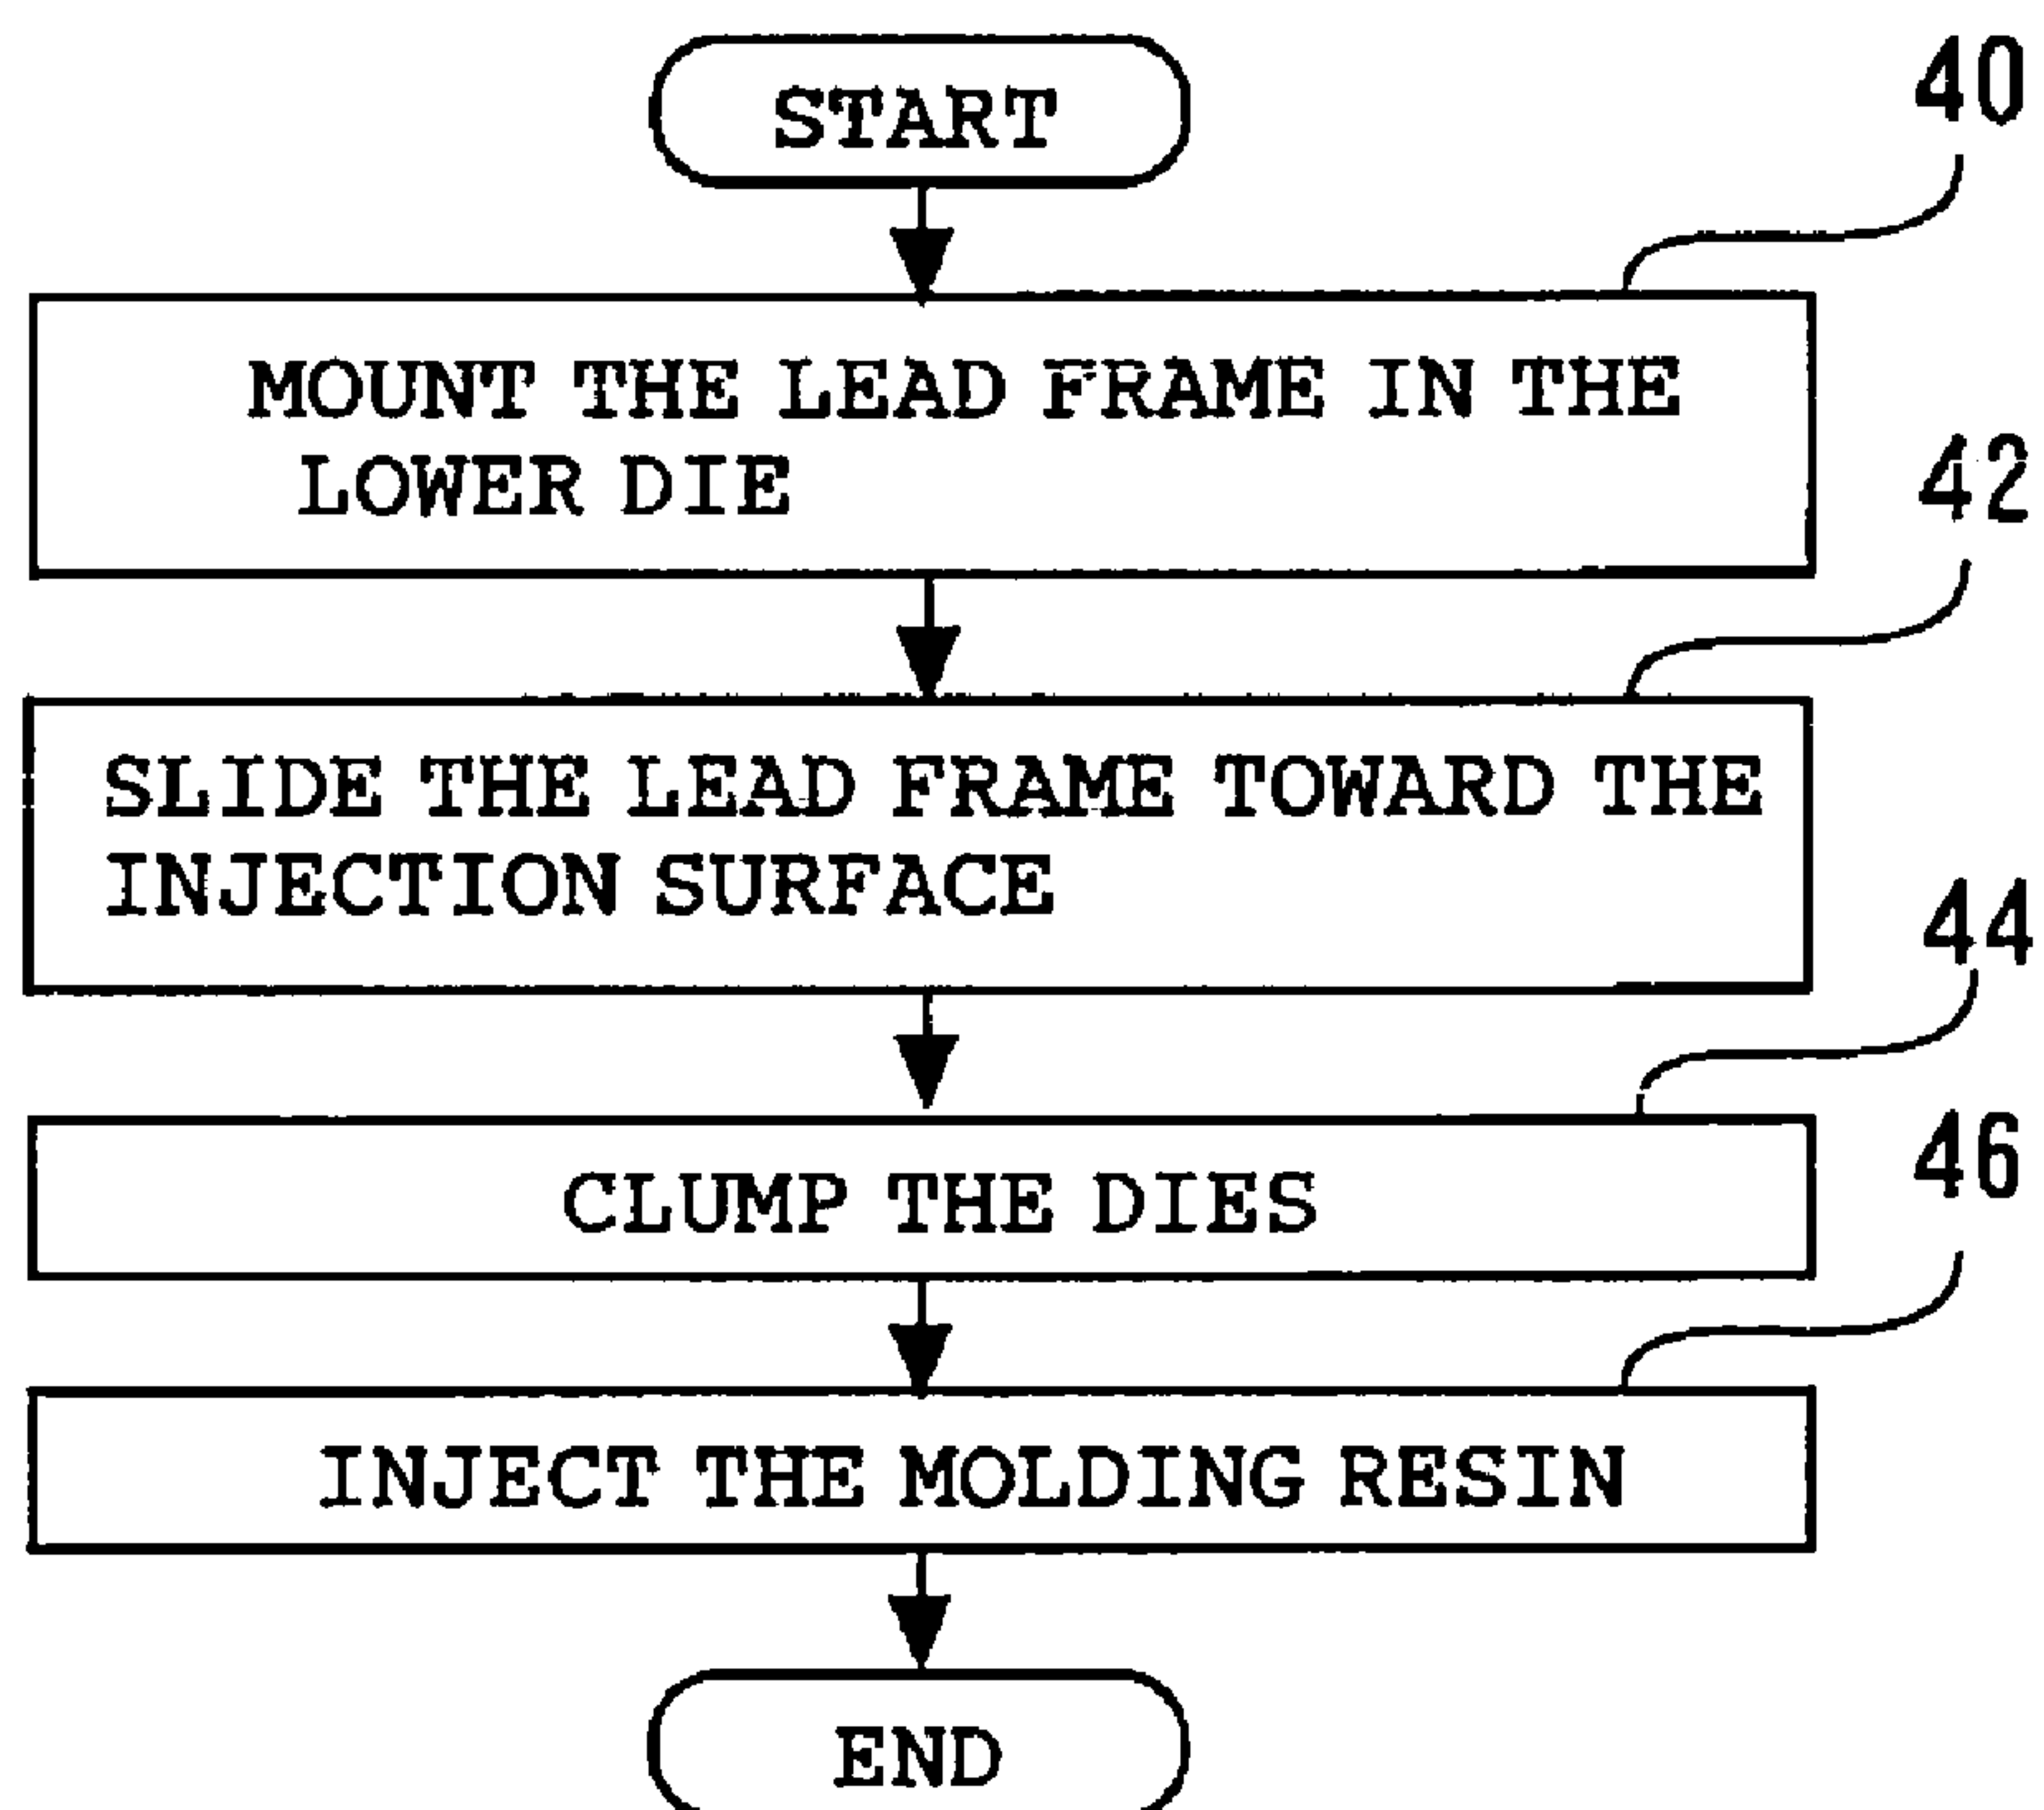 START
40
MOUNT THE LEAD FRAME IN THE
LOWER DIE
42
SLIDE THE LEAD FRAME TOWARD THE
INJECTION SURFACE
44
CLUMP THE DIES
46
INJECT THE MOLDING RESIN
END